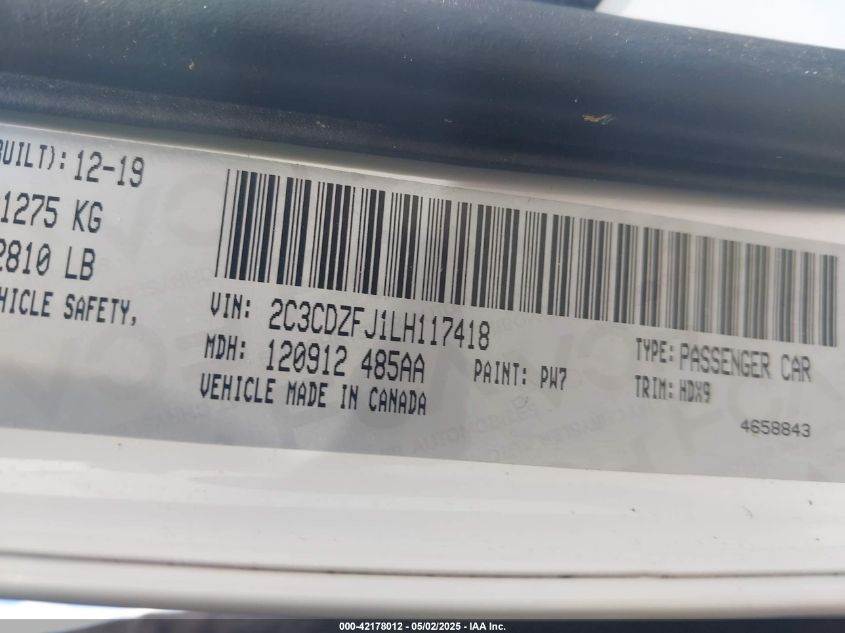 BUILT): 12-19
1275 KG
2810 LB
HICLE SAFETY,
VIN: 2C3CDZFJ1LH117418
MDH: 120912 485AA
PAINT: PW7
VEHICLE MADE IN CANADA
TYPE: PASSENGER CAR
TRIM: HDX9
4658843
000-42178012 - 05/02/2025 - IAA Inc.